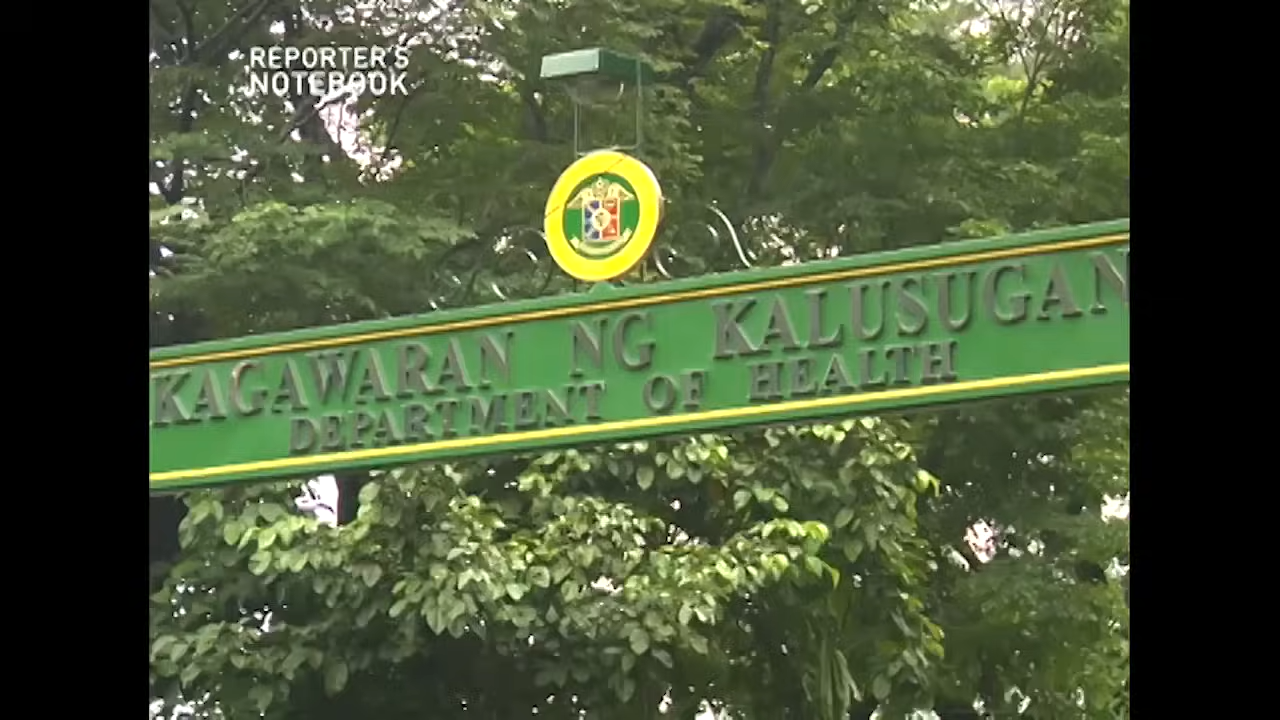 REPORTER'S
NOTEBOOK
KAGAWARAN NG KALUSUGAN
DEPARTMENT OF HEALTH